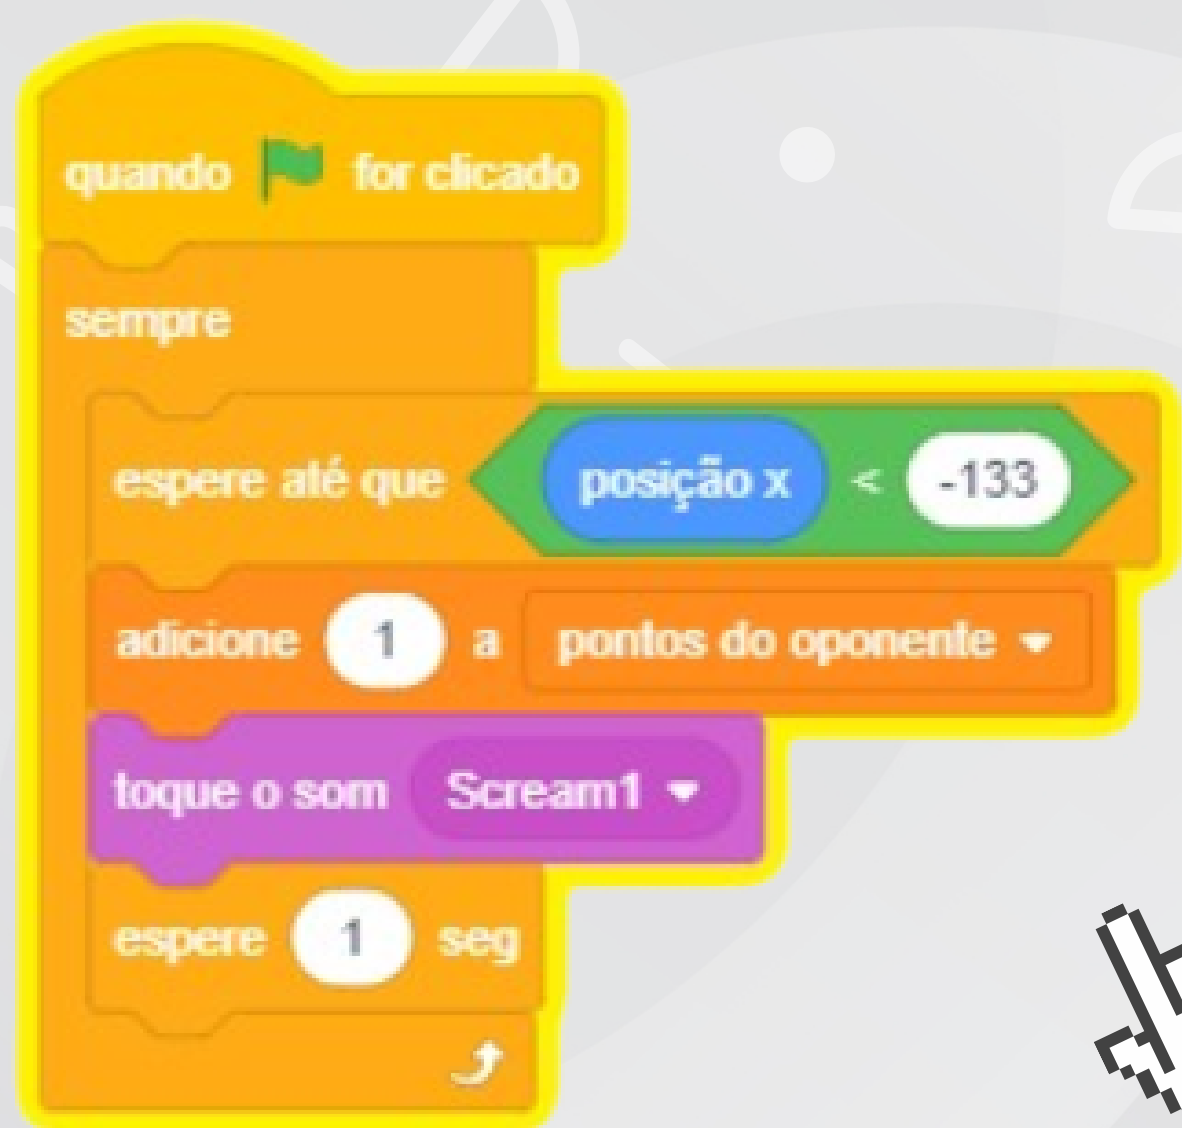 quando for clicado
sempre
espere até que posição x < -133
adicione 1 a pontos do oponente
toque o som Scream1
espere 1 seg